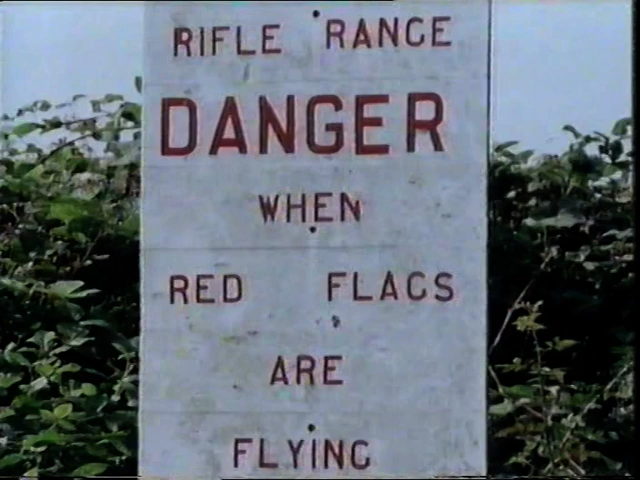 RIFLE RANGE
DANGER
WHEN
RED FLAGS
ARE
FLYING